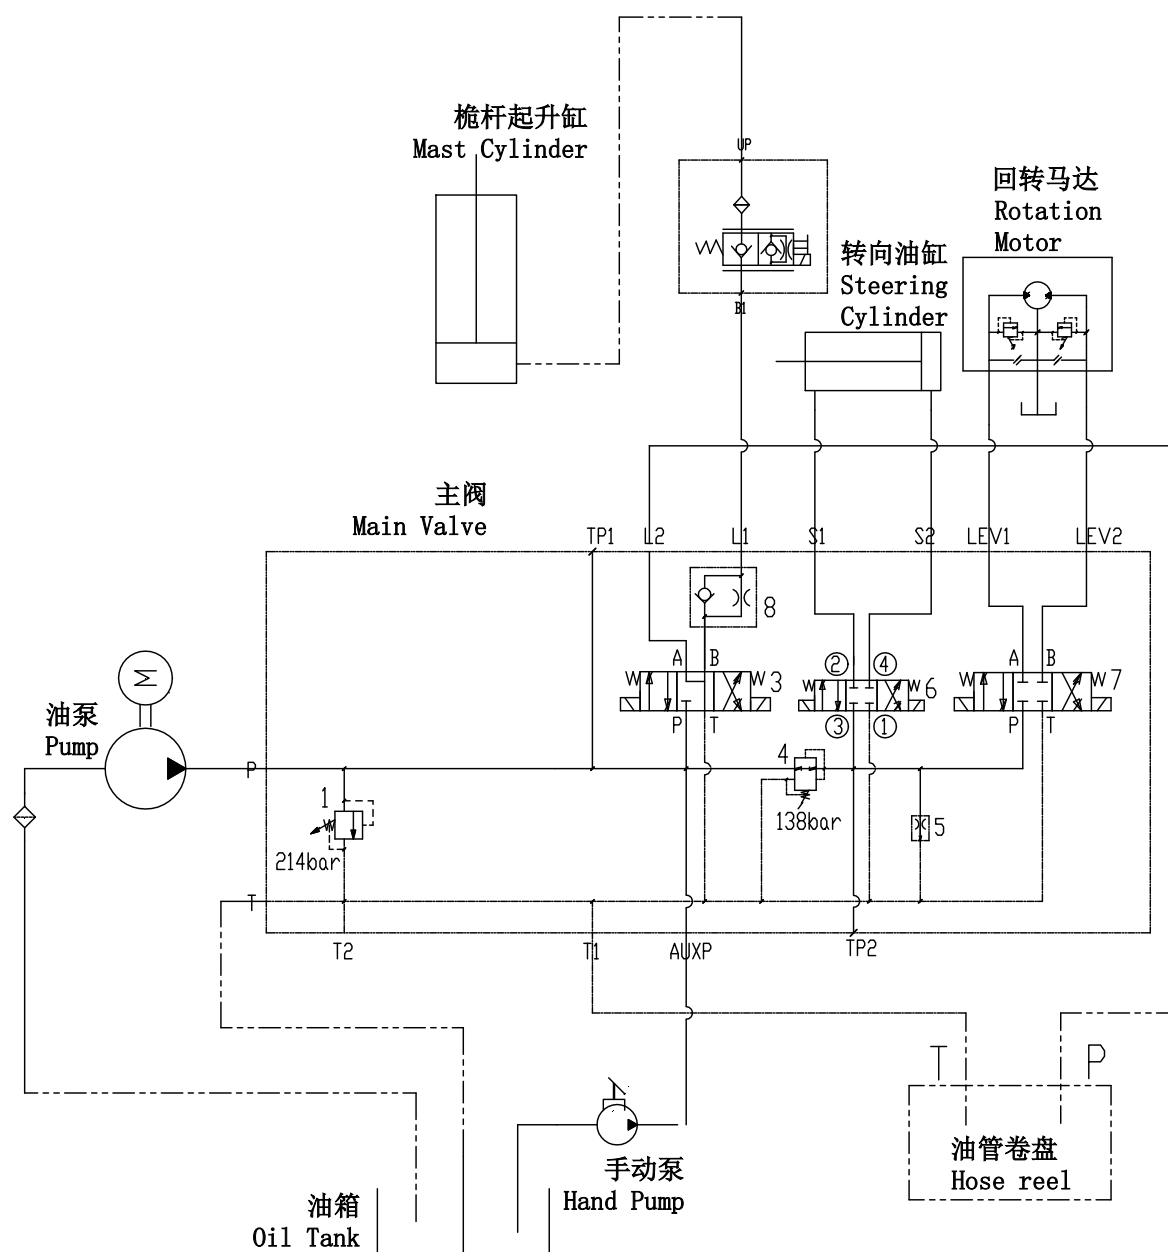 桅杆起升缸
Mast Cylinder
UP
B1
回转马达
Rotation
Motor
转向油缸
Steering
Cylinder
主阀
Main Valve
TP1
L2
L1
S1
S2
LEV1
LEV2
8
A
B
3
P
T
②
④
6
③
①
A
B
7
P
T
油泵
Pump
M
P
1
214bar
4
138bar
5
T
T2
T1
AUXP
TP2
T
P
油管卷盘
Hose reel
手动泵
Hand Pump
油箱
Oil Tank